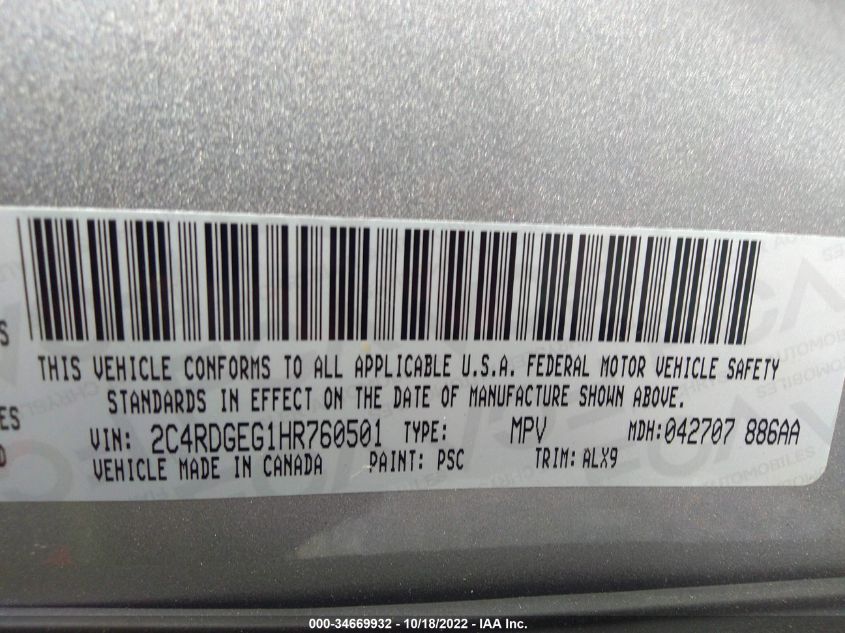 THIS VEHICLE CONFORMS TO ALL APPLICABLE U.S.A. FEDERAL MOTOR VEHICLE SAFETY
STANDARDS IN EFFECT ON THE DATE OF MANUFACTURE SHOWN ABOVE.
VIN: 2C4RDGEG1HR760501 TYPE: MPV MDH:042707 886AA
VEHICLE MADE IN CANADA PAINT: PSC TRIM: ALX9
000-34669932 - 10/18/2022 - IAA Inc.